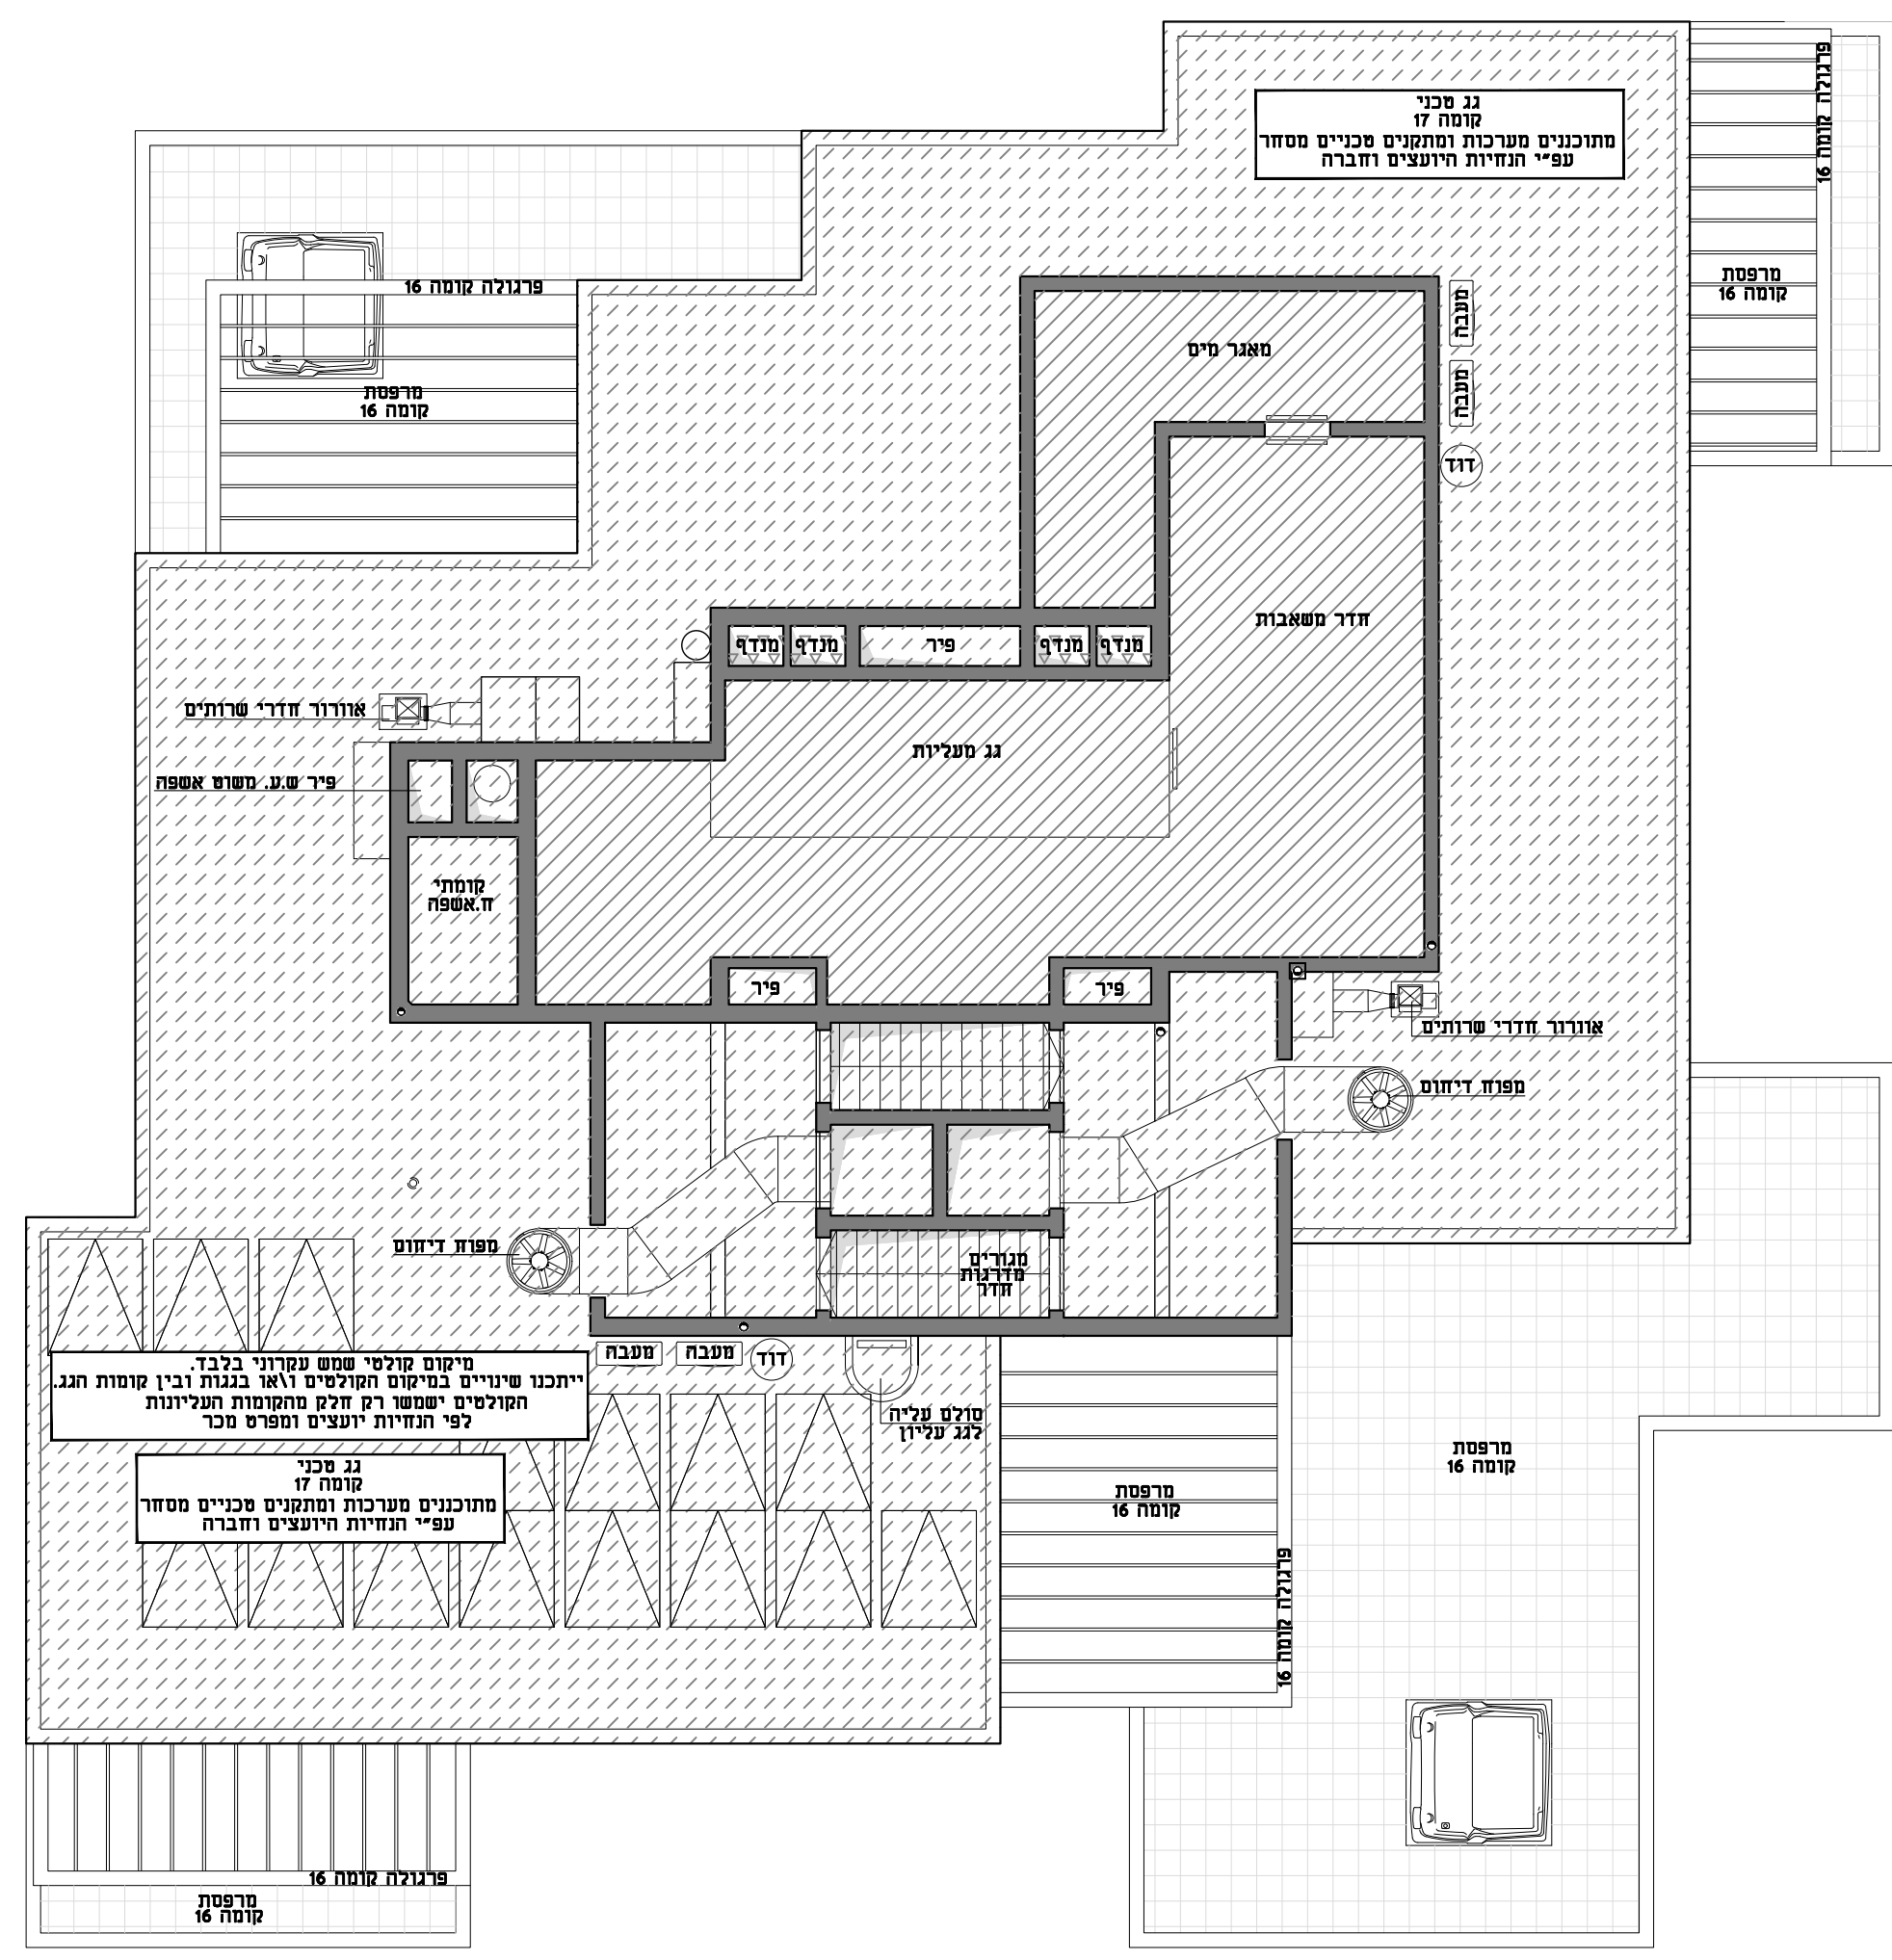 גג טכני
קומה 17
מתוכננים מערכות ומתקנים טכניים מסחר
עפ״י הנחיות היועצים וחברה
פרגולה קומה 16
מרפסת
קומה 16
פרגולה קומה 16
מרפסת
קומה 16
מעבה
מעבה
דוד
מאגר מים
חדר משאבות
מנדף
מנדף
פיר
מנדף
מנדף
גג מעליות
אוורור חדרי שרותים
פיר ש.ע. משוט אשפה
קומתי
ח.אשפה
פיר
פיר
אוורור חדרי שרותים
מפוח דיחוס
מפוח דיחוס
מגורים
מדרגות
חדר
מעבה
מעבה
דוד
סולם עליה
לגג עליון
מיקום קולטי שמש עקרוני בלבד.
ייתכנו שינויים במיקום הקולטים ו\או בגגות ובין קומות הגג.
הקולטים ישמשו רק חלק מהקומות העליונות
לפי הנחיות יועצים ומפרט מכר
גג טכני
קומה 17
מתוכננים מערכות ומתקנים טכניים מסחר
עפ״י הנחיות היועצים וחברה
מרפסת
קומה 16
מרפסת
קומה 16
פרגולה קומה 16
פרגולה קומה 16
מרפסת
קומה 16